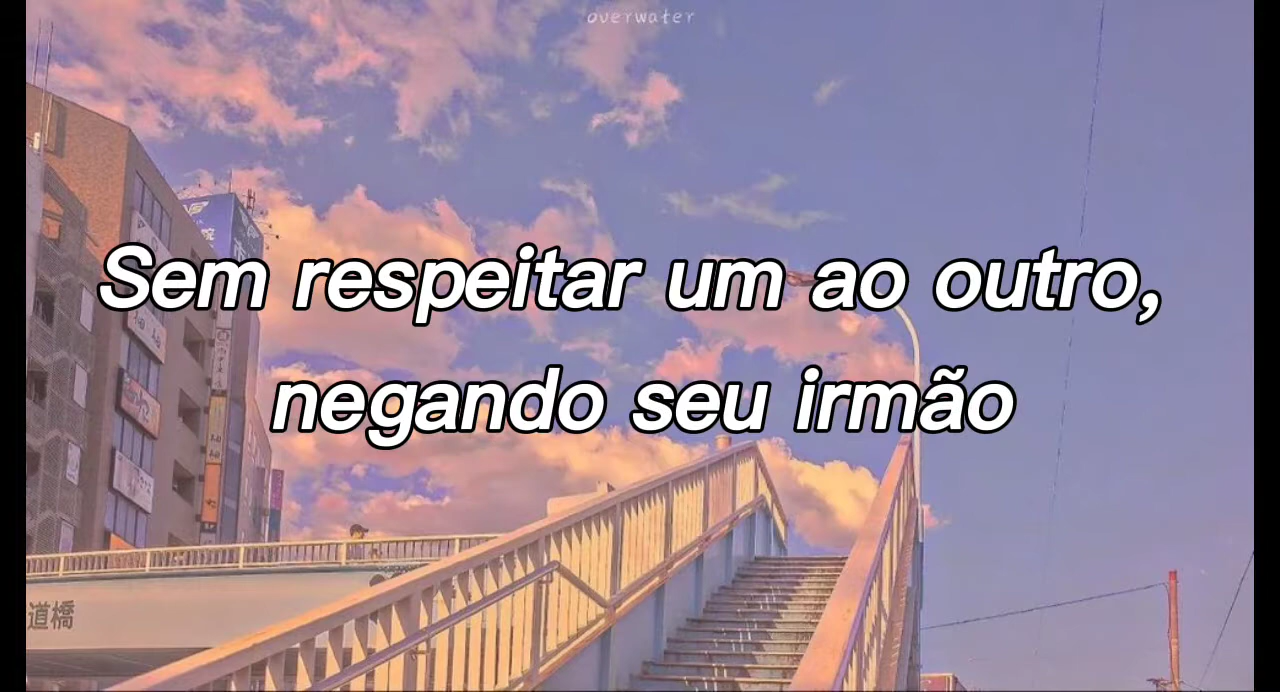 overwater
Sem respeitar um ao outro,
negando seu irmão
道橋